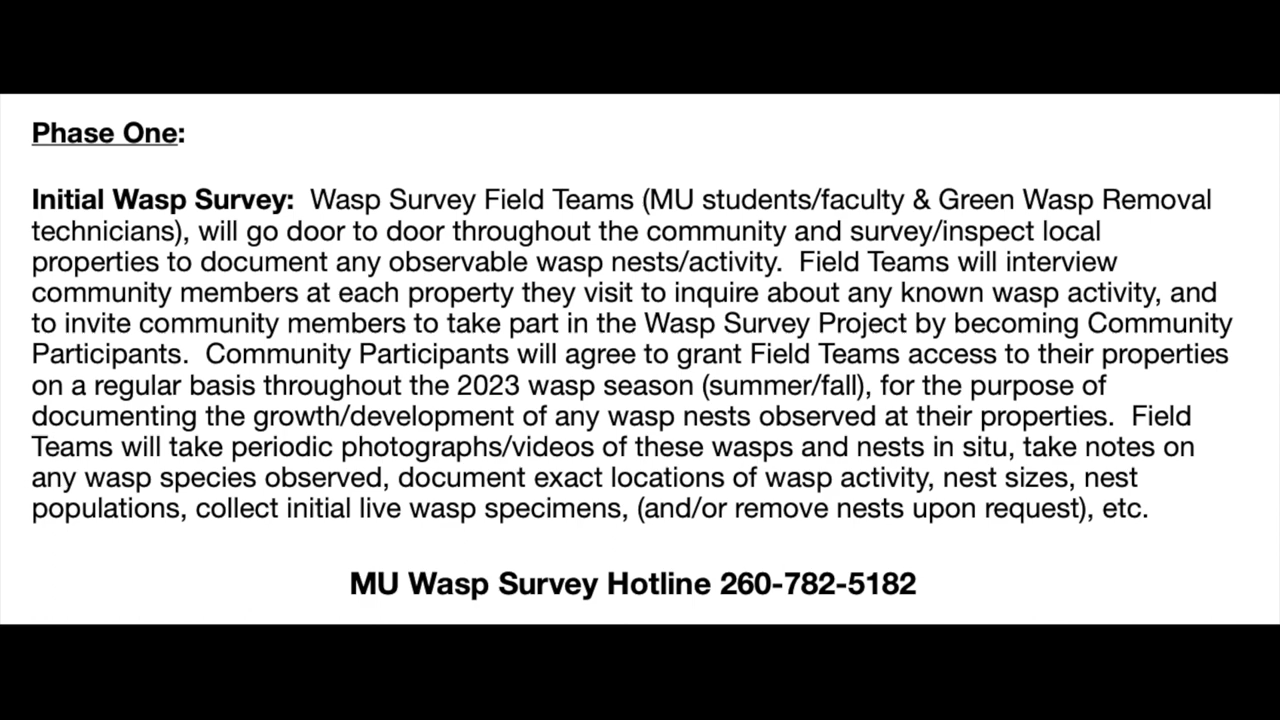 Phase One:
Initial Wasp Survey:  Wasp Survey Field Teams (MU students/faculty & Green Wasp Removal
technicians), will go door to door throughout the community and survey/inspect local
properties to document any observable wasp nests/activity.  Field Teams will interview
community members at each property they visit to inquire about any known wasp activity, and
to invite community members to take part in the Wasp Survey Project by becoming Community
Participants.  Community Participants will agree to grant Field Teams access to their properties
on a regular basis throughout the 2023 wasp season (summer/fall), for the purpose of
documenting the growth/development of any wasp nests observed at their properties.  Field
Teams will take periodic photographs/videos of these wasps and nests in situ, take notes on
any wasp species observed, document exact locations of wasp activity, nest sizes, nest
populations, collect initial live wasp specimens, (and/or remove nests upon request), etc.
MU Wasp Survey Hotline 260-782-5182